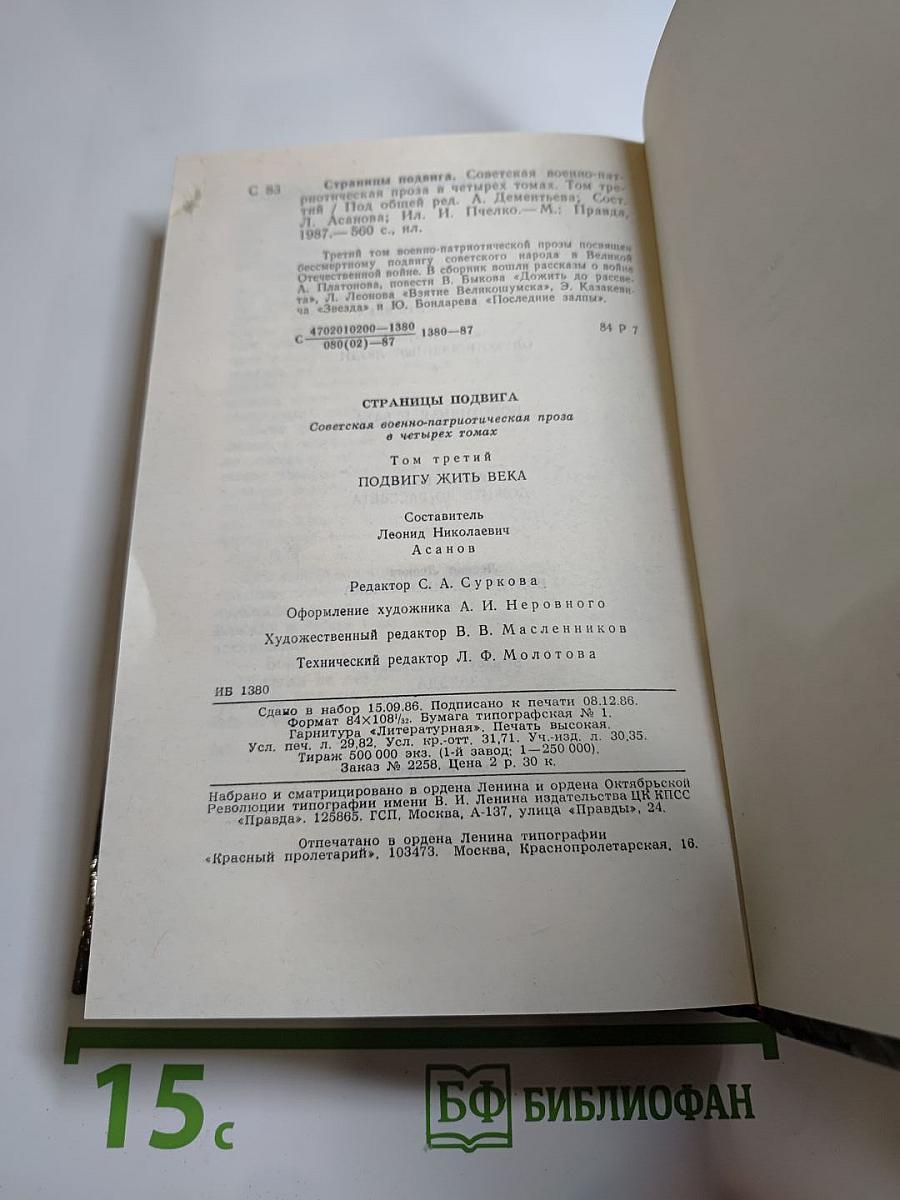 С 83
Страницы подвига. Советская военно-пат-
риотическая проза в четырех томах. Том тре-
тий / Под общей ред. А. Дементьева; Сост.
Л. Асанова; Ил. И. Пчелко.— М.: Правда,
1987.— 560 с., ил.
Третий том военно-патриотической прозы посвящен
бессмертному подвигу советского народа в Великой
Отечественной войне. В сборник вошли рассказы о войне
А. Платонова, повести В. Быкова «Дожить до рассве-
та», Л. Леонова «Взятие Великошумска», Э. Казакеви-
ча «Звезда» и Ю. Бондарева «Последние залпы».
С 4702010200—1380 1380—87
080(02)—87
84 Р 7
СТРАНИЦЫ ПОДВИГА
Советская военно-патриотическая проза
в четырех томах
Том третий
ПОДВИГУ ЖИТЬ ВЕКА
Составитель
Леонид Николаевич
Асанов
Редактор С. А. Суркова
Оформление художника А. И. Неровного
Художественный редактор В. В. Масленников
Технический редактор Л. Ф. Молотова
ИБ 1380
Сдано в набор 15.09.86. Подписано к печати 08.12.86.
Формат 84×108¹/₃₂. Бумага типографская № 1.
Гарнитура «Литературная». Печать высокая.
Усл. печ. л. 29,82. Усл. кр.-отт. 31,71. Уч.-изд. л. 30,35.
Тираж 500 000 экз. (1-й завод: 1—250 000).
Заказ № 2258. Цена 2 р. 30 к.
Набрано и сматрицировано в ордена Ленина и ордена Октябрьской
Революции типографии имени В. И. Ленина издательства ЦК КПСС
«Правда». 125865. ГСП, Москва, А-137, улица «Правды», 24.
Отпечатано в ордена Ленина типографии
«Красный пролетарий», 103473. Москва, Краснопролетарская, 16.
15 с
БФ БИБЛИОФАН